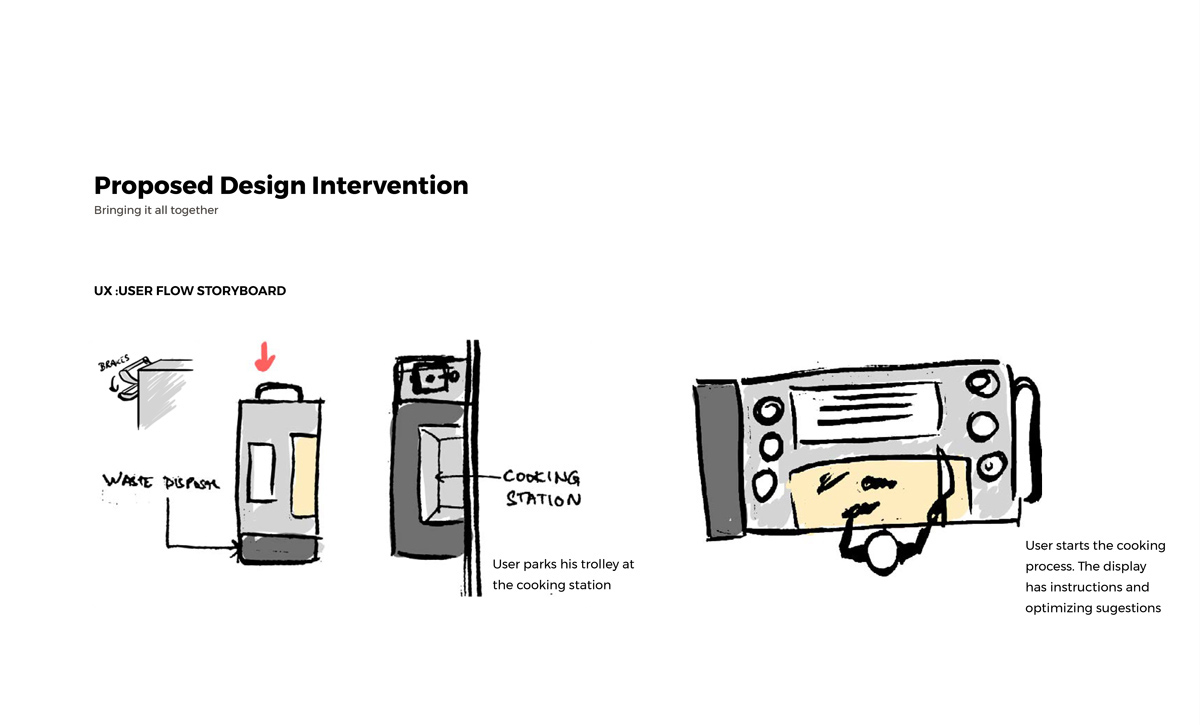 Proposed Design Intervention
Bringing it all together
UX :USER FLOW STORYBOARD
BRAKES
WASTE DISPOSAL
COOKING
STATION
User parks his trolley at
the cooking station
User starts the cooking
process. The display
has instructions and
optimizing sugestions